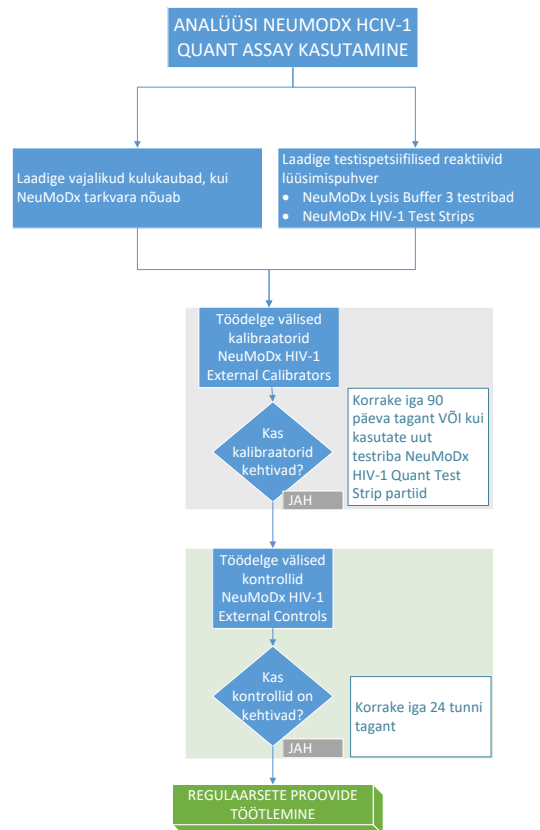 ANALÜÜSI NEUMODX HCIV-1
QUANT ASSAY KASUTAMINE
Laadige vajalikud kulukaubad, kui
NeuMoDx tarkvara nõuab
Laadige testispetsiifilised reaktiivid
lüüsimispuhver
• NeuMoDx Lysis Buffer 3 testribad
• NeuMoDx HIV-1 Test Strips
Töödelge välised
kalibraatorid
NeuMoDx HIV-1
External Calibrators
Kas
kalibraatorid
kehtivad?
JAH
Korrake iga 90
päeva tagant VÕI kui
kasutate uut
testriba NeuMoDx
HIV-1 Quant Test
Strip partiid
Töödelge välised
kontrollid
NeuMoDx HIV-1
External Controls
Kas
kontrollid on
kehtivad?
JAH
Korrake iga 24 tunni
tagant
REGULAARSETE PROOVIDE
TÖÖTLEMINE